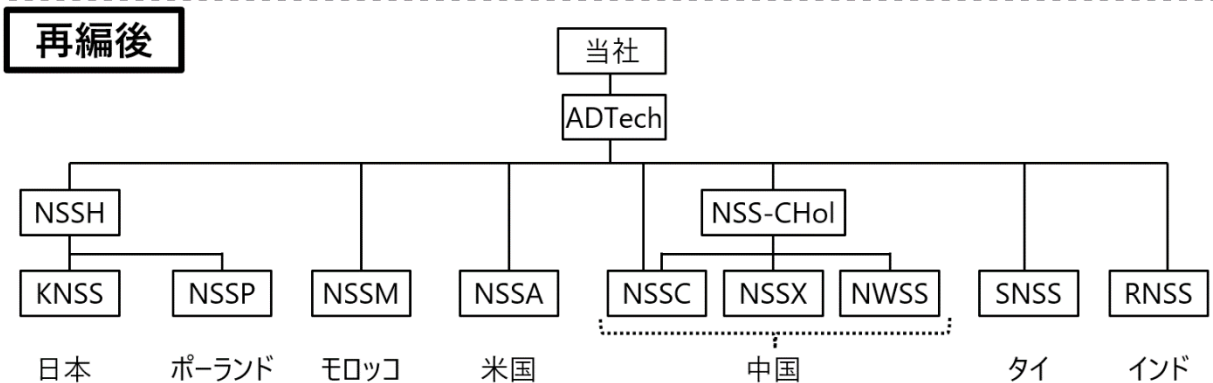 再編後
当社
ADTech
NSSH
NSS-CHol
KNSS
NSSP
NSSM
NSSA
NSSC
NSSX
NWSS
SNSS
RNSS
日本
ポーランド
モロッコ
米国
中国
タイ
インド